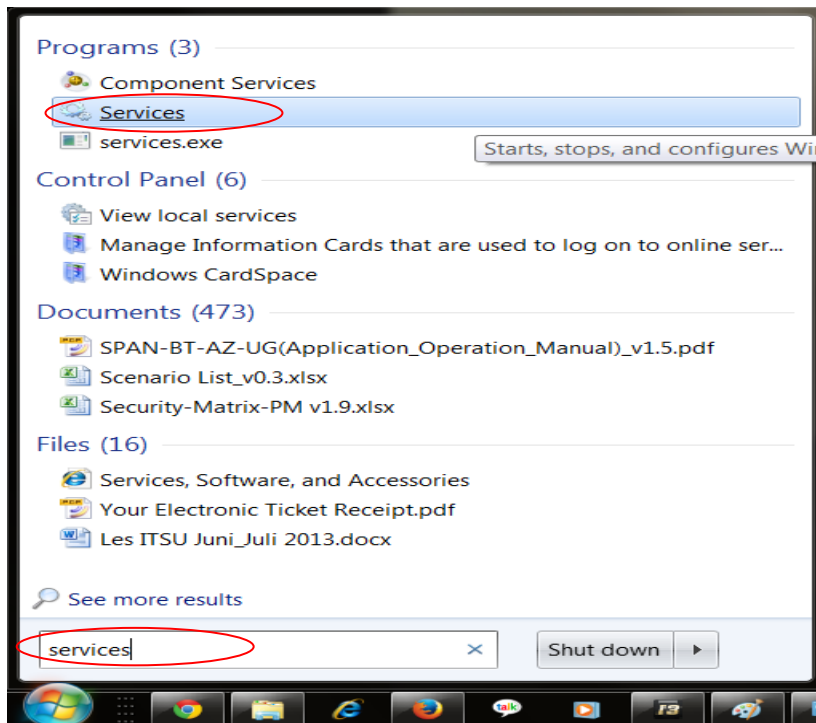 Programs (3)
Component Services
Services
services.exe
Starts, stops, and configures
Control Panel (6)
View local services
Manage Information Cards that are used to log on to online ser...
Windows CardSpace
Documents (473)
SPAN-BT-AZ-UG(Application_Operation_Manual)_v1.5.pdf
Scenario List_v0.3.xlsx
Security-Matrix-PM v1.9.xlsx
Files (16)
Services, Software, and Accessories
Your Electronic Ticket Receipt.pdf
Les ITSU Juni_Juli 2013.docx
See more results
services
Shut down
talk